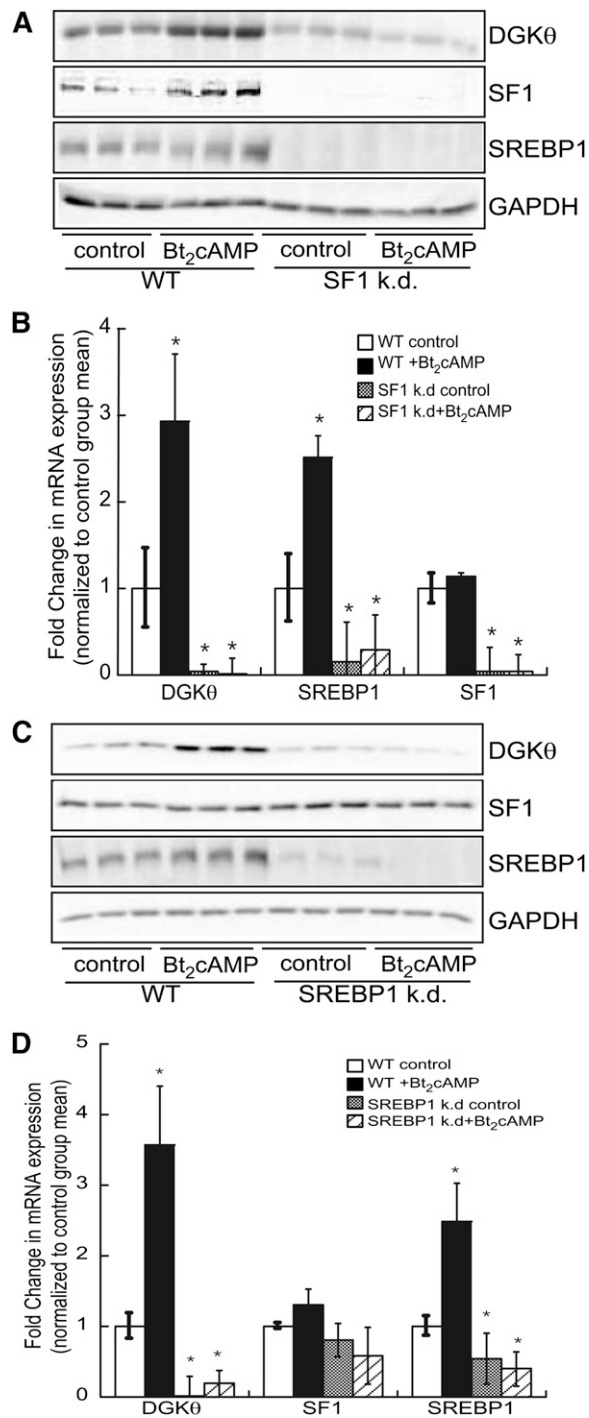 A
DGKθ
SF1
SREBP1
GAPDH
control Bt₂cAMP control Bt₂cAMP
WT SF1 k.d.
B
Fold Change in mRNA expression
(normalized to control group mean)
4
3
2
1
0
* * * * * * * *
WT control
WT +Bt₂cAMP
SF1 k.d control
SF1 k.d+Bt₂cAMP
DGKθ SREBP1 SF1
C
DGKθ
SF1
SREBP1
GAPDH
control Bt₂cAMP control Bt₂cAMP
WT SREBP1 k.d.
D
Fold Change in mRNA expression
(normalized to control group mean)
5
4
3
2
1
0
* * * * * *
WT control
WT +Bt₂cAMP
SREBP1 k.d control
SREBP1 k.d+Bt₂cAMP
DGKθ SF1 SREBP1